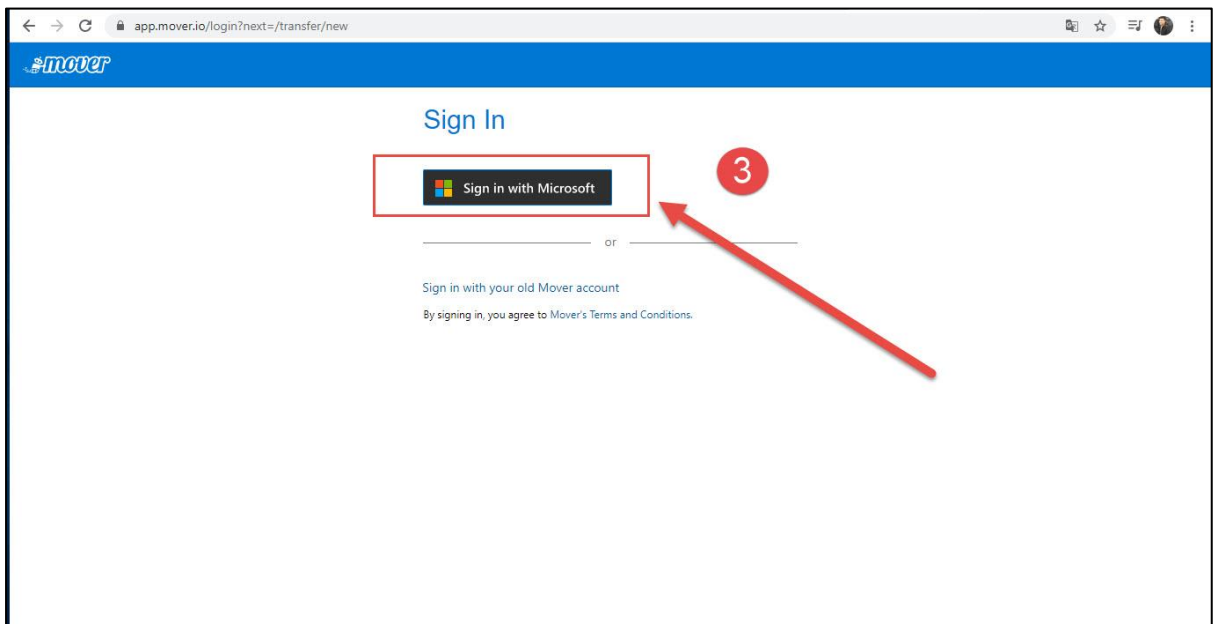 app.mover.io/login?next=/transfer/new
mover
Sign In
Sign in with Microsoft
3
or
Sign in with your old Mover account
By signing in, you agree to Mover's Terms and Conditions.